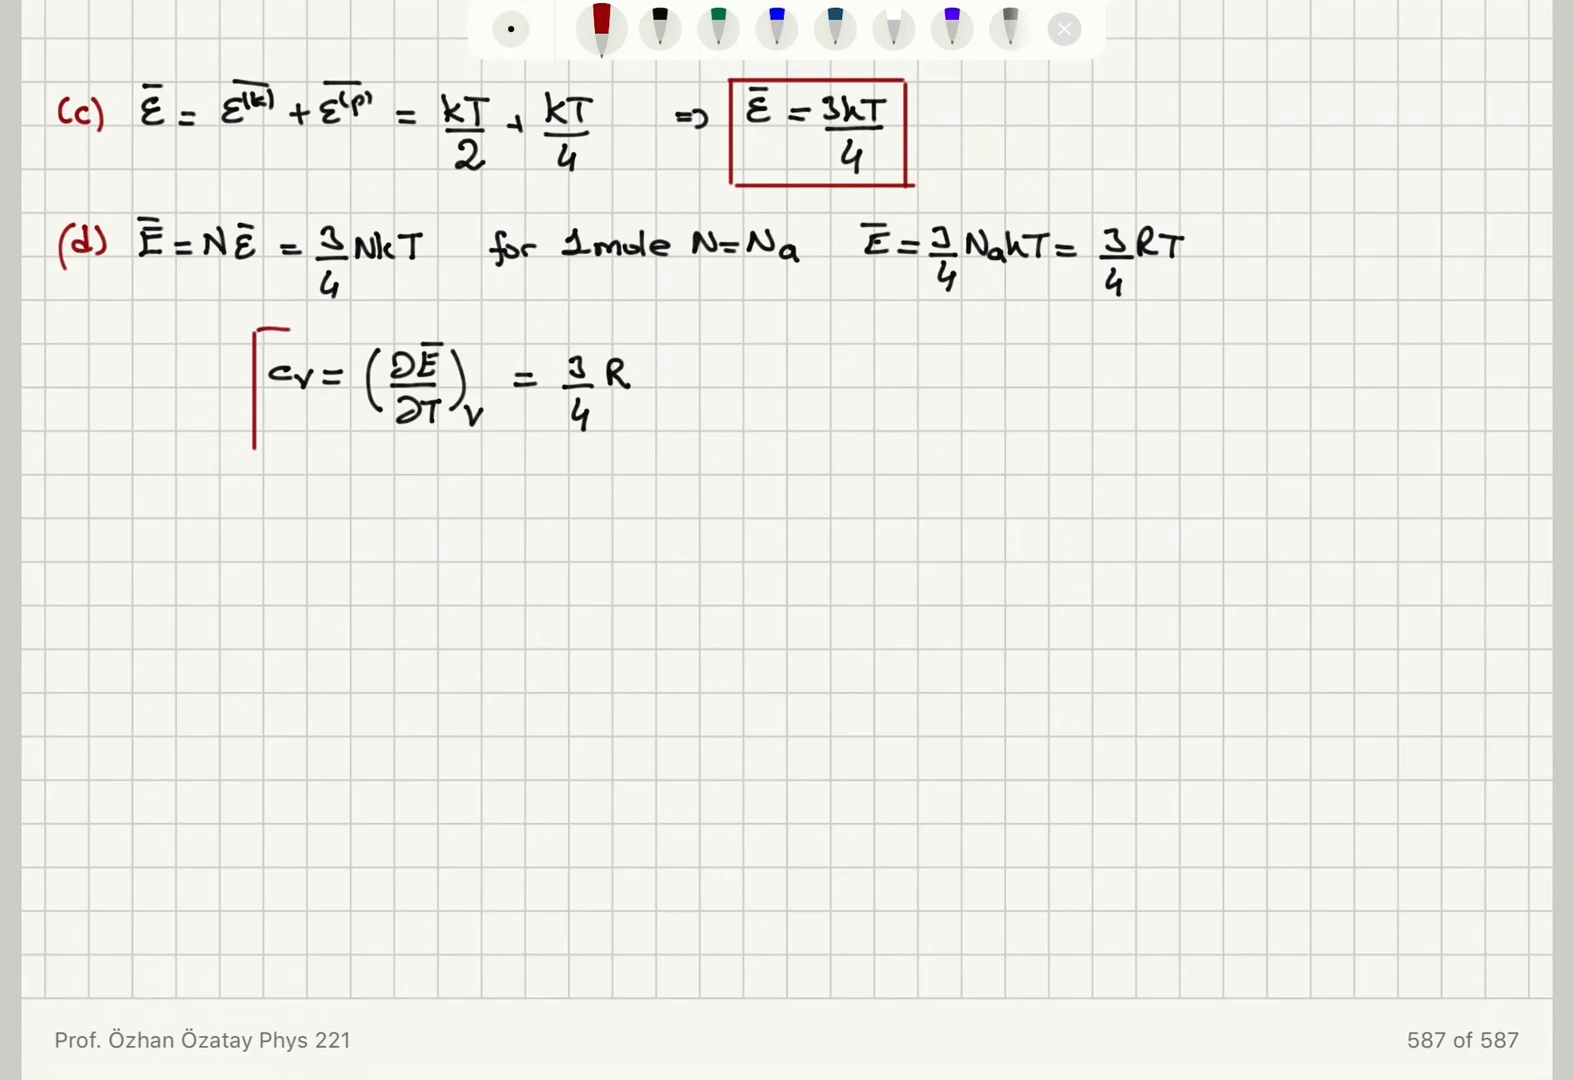 (c) ε̄ = ε̄⁽ᵏ⁾ + ε̄⁽ᵖ⁾ = kT/2 + kT/4 ⇒ ε̄ = 3kT/4
(d) Ē = Nε̄ = 3/4 NkT for 1 mole N = Na Ē = 3/4 NakT = 3/4 RT
cv = (∂Ē/∂T)v = 3/4 R
Prof. Özhan Özatay Phys 221
587 of 587